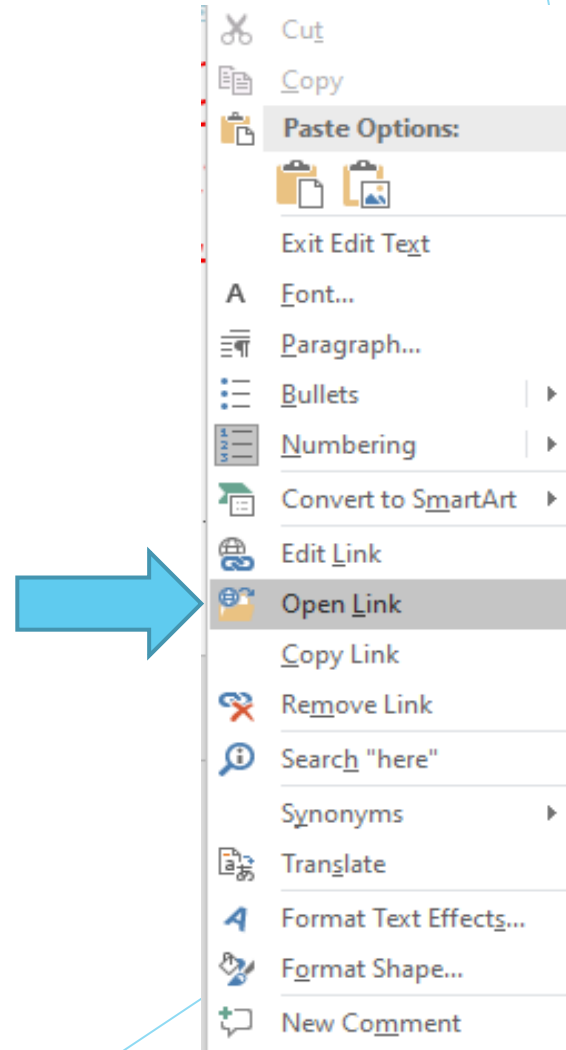 Cut
Copy
Paste Options:
Exit Edit Text
A Font...
Paragraph...
Bullets
Numbering
Convert to SmartArt
Edit Link
Open Link
Copy Link
Remove Link
Search "here"
Synonyms
Translate
Format Text Effects...
Format Shape...
New Comment